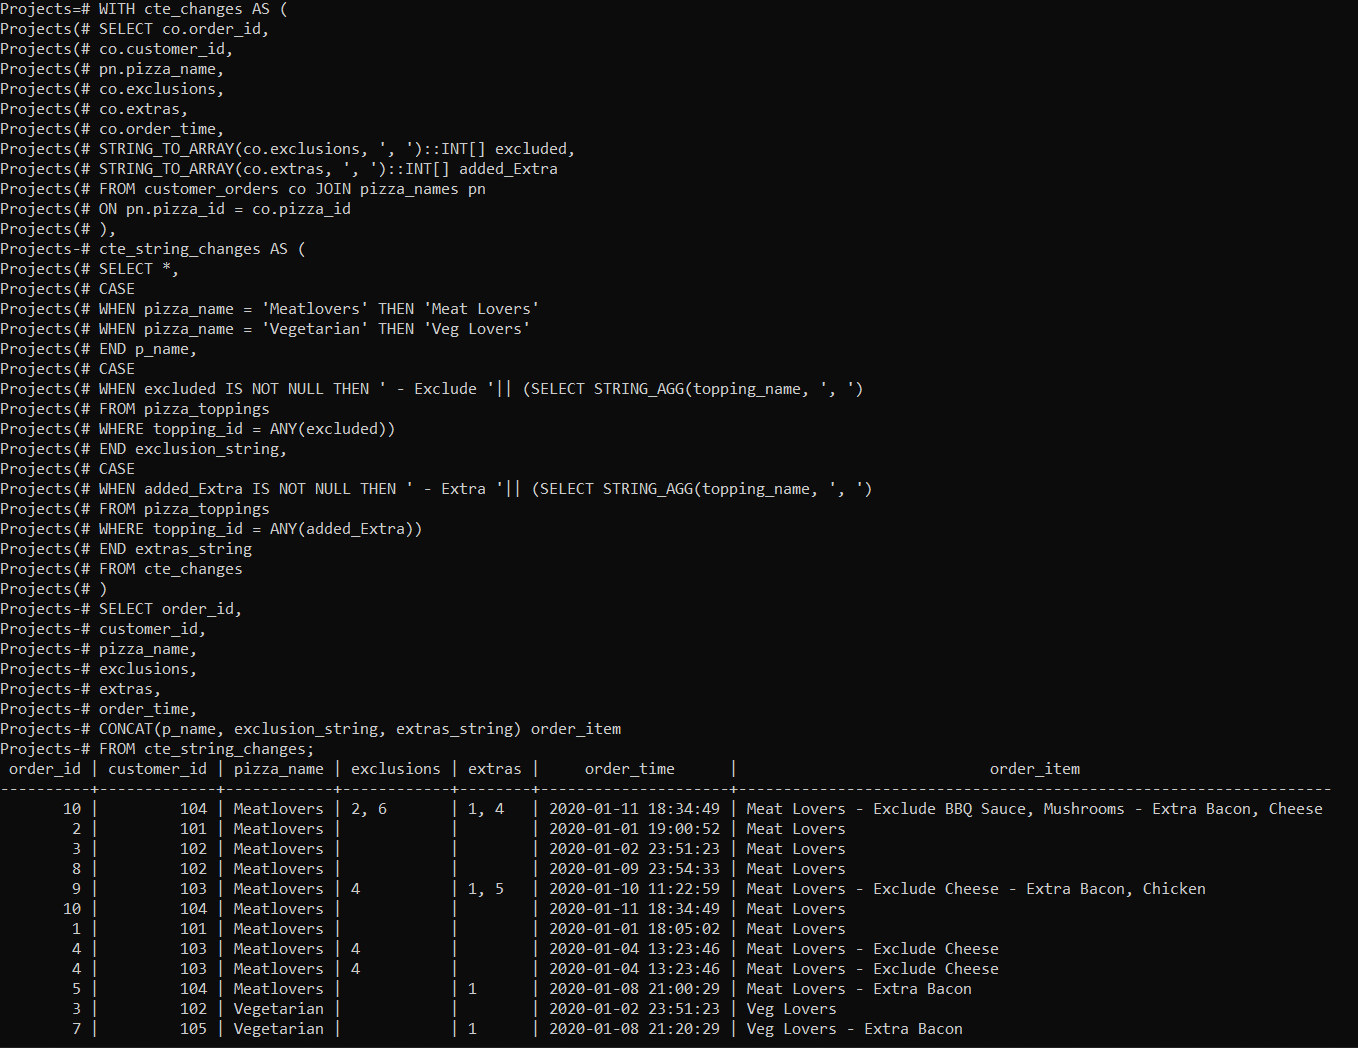 Projects=# WITH cte_changes AS (
Projects(# SELECT co.order_id,
Projects(# co.customer_id,
Projects(# pn.pizza_name,
Projects(# co.exclusions,
Projects(# co.extras,
Projects(# co.order_time,
Projects(# STRING_TO_ARRAY(co.exclusions, ', ')::INT[] excluded,
Projects(# STRING_TO_ARRAY(co.extras, ', ')::INT[] added_Extra
Projects(# FROM customer_orders co JOIN pizza_names pn
Projects(# ON pn.pizza_id = co.pizza_id
Projects(# ),
Projects-# cte_string_changes AS (
Projects(# SELECT *,
Projects(# CASE
Projects(# WHEN pizza_name = 'Meatlovers' THEN 'Meat Lovers'
Projects(# WHEN pizza_name = 'Vegetarian' THEN 'Veg Lovers'
Projects(# END p_name,
Projects(# CASE
Projects(# WHEN excluded IS NOT NULL THEN ' - Exclude '|| (SELECT STRING_AGG(topping_name, ', ')
Projects(# FROM pizza_toppings
Projects(# WHERE topping_id = ANY(excluded))
Projects(# END exclusion_string,
Projects(# CASE
Projects(# WHEN added_Extra IS NOT NULL THEN ' - Extra '|| (SELECT STRING_AGG(topping_name, ', ')
Projects(# FROM pizza_toppings
Projects(# WHERE topping_id = ANY(added_Extra))
Projects(# END extras_string
Projects(# FROM cte_changes
Projects(# )
Projects-# SELECT order_id,
Projects-# customer_id,
Projects-# pizza_name,
Projects-# exclusions,
Projects-# extras,
Projects-# order_time,
Projects-# CONCAT(p_name, exclusion_string, extras_string) order_item
Projects-# FROM cte_string_changes;
 order_id | customer_id | pizza_name | exclusions | extras |     order_time      |                            order_item
----------+-------------+------------+------------+--------+---------------------+------------------------------------------------------------------
       10 |         104 | Meatlovers | 2, 6       | 1, 4   | 2020-01-11 18:34:49 | Meat Lovers - Exclude BBQ Sauce, Mushrooms - Extra Bacon, Cheese
        2 |         101 | Meatlovers |            |        | 2020-01-01 19:00:52 | Meat Lovers
        3 |         102 | Meatlovers |            |        | 2020-01-02 23:51:23 | Meat Lovers
        8 |         102 | Meatlovers |            |        | 2020-01-09 23:54:33 | Meat Lovers
        9 |         103 | Meatlovers | 4          | 1, 5   | 2020-01-10 11:22:59 | Meat Lovers - Exclude Cheese - Extra Bacon, Chicken
       10 |         104 | Meatlovers |            |        | 2020-01-11 18:34:49 | Meat Lovers
        1 |         101 | Meatlovers |            |        | 2020-01-01 18:05:02 | Meat Lovers
        4 |         103 | Meatlovers | 4          |        | 2020-01-04 13:23:46 | Meat Lovers - Exclude Cheese
        4 |         103 | Meatlovers | 4          |        | 2020-01-04 13:23:46 | Meat Lovers - Exclude Cheese
        5 |         104 | Meatlovers |            | 1      | 2020-01-08 21:00:29 | Meat Lovers - Extra Bacon
        3 |         102 | Vegetarian |            |        | 2020-01-02 23:51:23 | Veg Lovers
        7 |         105 | Vegetarian |            | 1      | 2020-01-08 21:20:29 | Veg Lovers - Extra Bacon